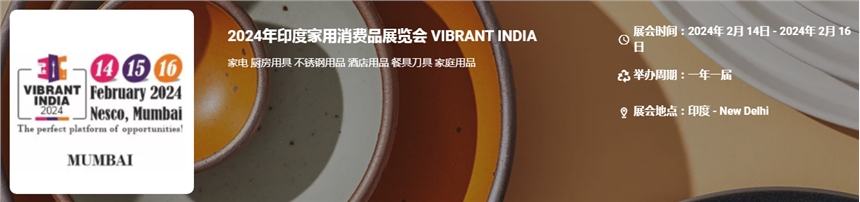 VIBRANT
INDIA
2024
14 15 16
February 2024
Nesco, Mumbai
The perfect platform of opportunities!
MUMBAI
2024年印度家用消费品展览会 VIBRANT INDIA
家电 厨房用具 不锈钢用品 酒店用品 餐具刀具 家庭用品
展会时间：2024年 2月 14日 - 2024年 2月 16
日
举办周期：一年一届
展会地点：印度 - New Delhi